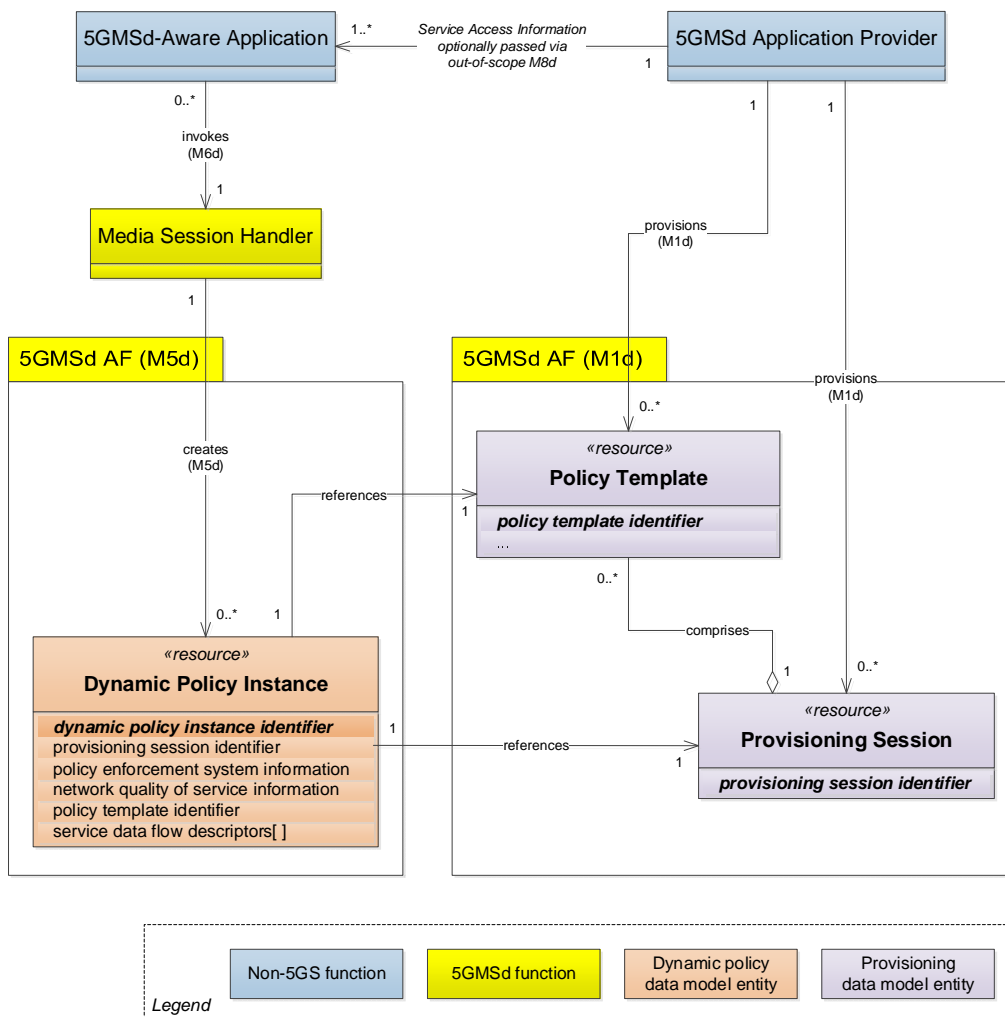 5GMSd-Aware Application
1..*
Service Access Information
optionally passed via
out-of-scope M8d
1
5GMSd Application Provider
0..*
invokes
(M6d)
1
1
1
Media Session Handler
1
provisions
(M1d)
5GMSd AF (M5d)
5GMSd AF (M1d)
provisions
(M1d)
creates
(M5d)
0..*
«resource»
Policy Template
policy template identifier
...
references
1
0..*
1
0..*
comprises
1
0..*
«resource»
Dynamic Policy Instance
dynamic policy instance identifier
provisioning session identifier
policy enforcement system information
network quality of service information
policy template identifier
service data flow descriptors[ ]
1
references
1
«resource»
Provisioning Session
provisioning session identifier
Legend
Non-5GS function
5GMSd function
Dynamic policy
data model entity
Provisioning
data model entity